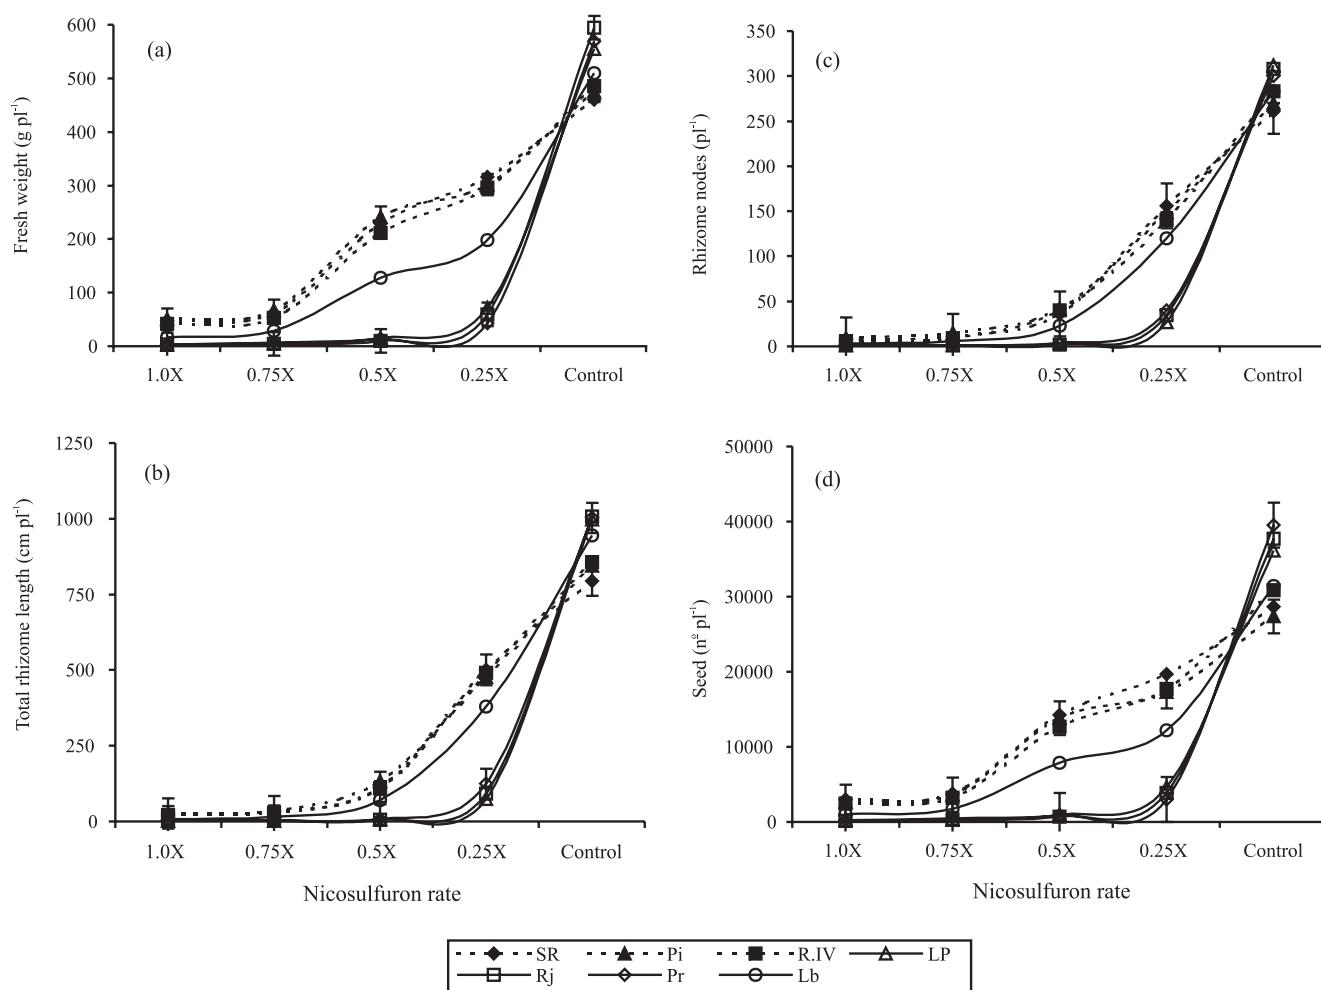 (a)
Fresh weight (g pl-1)
600
500
400
300
200
100
0
1.0X 0.75X 0.5X 0.25X Control
(c)
Rhizome nodes (pl-1)
350
300
250
200
150
100
50
0
1.0X 0.75X 0.5X 0.25X Control
(b)
Total rhizome length (cm pl-1)
1250
1000
750
500
250
0
1.0X 0.75X 0.5X 0.25X Control
Nicosulfuron rate
(d)
Seed (nº pl-1)
50000
40000
30000
20000
10000
0
1.0X 0.75X 0.5X 0.25X Control
Nicosulfuron rate
SR Pi R.IV LP
Rj Pr Lb